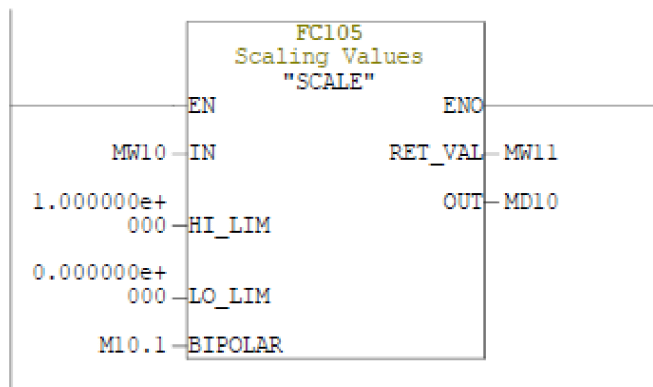 FC105
Scaling Values
"SCALE"
EN ENO
MW10 IN RET_VAL MW11
1.000000e+
000 HI_LIM OUT MD10
0.000000e+
000 LO_LIM
M10.1 BIPOLAR